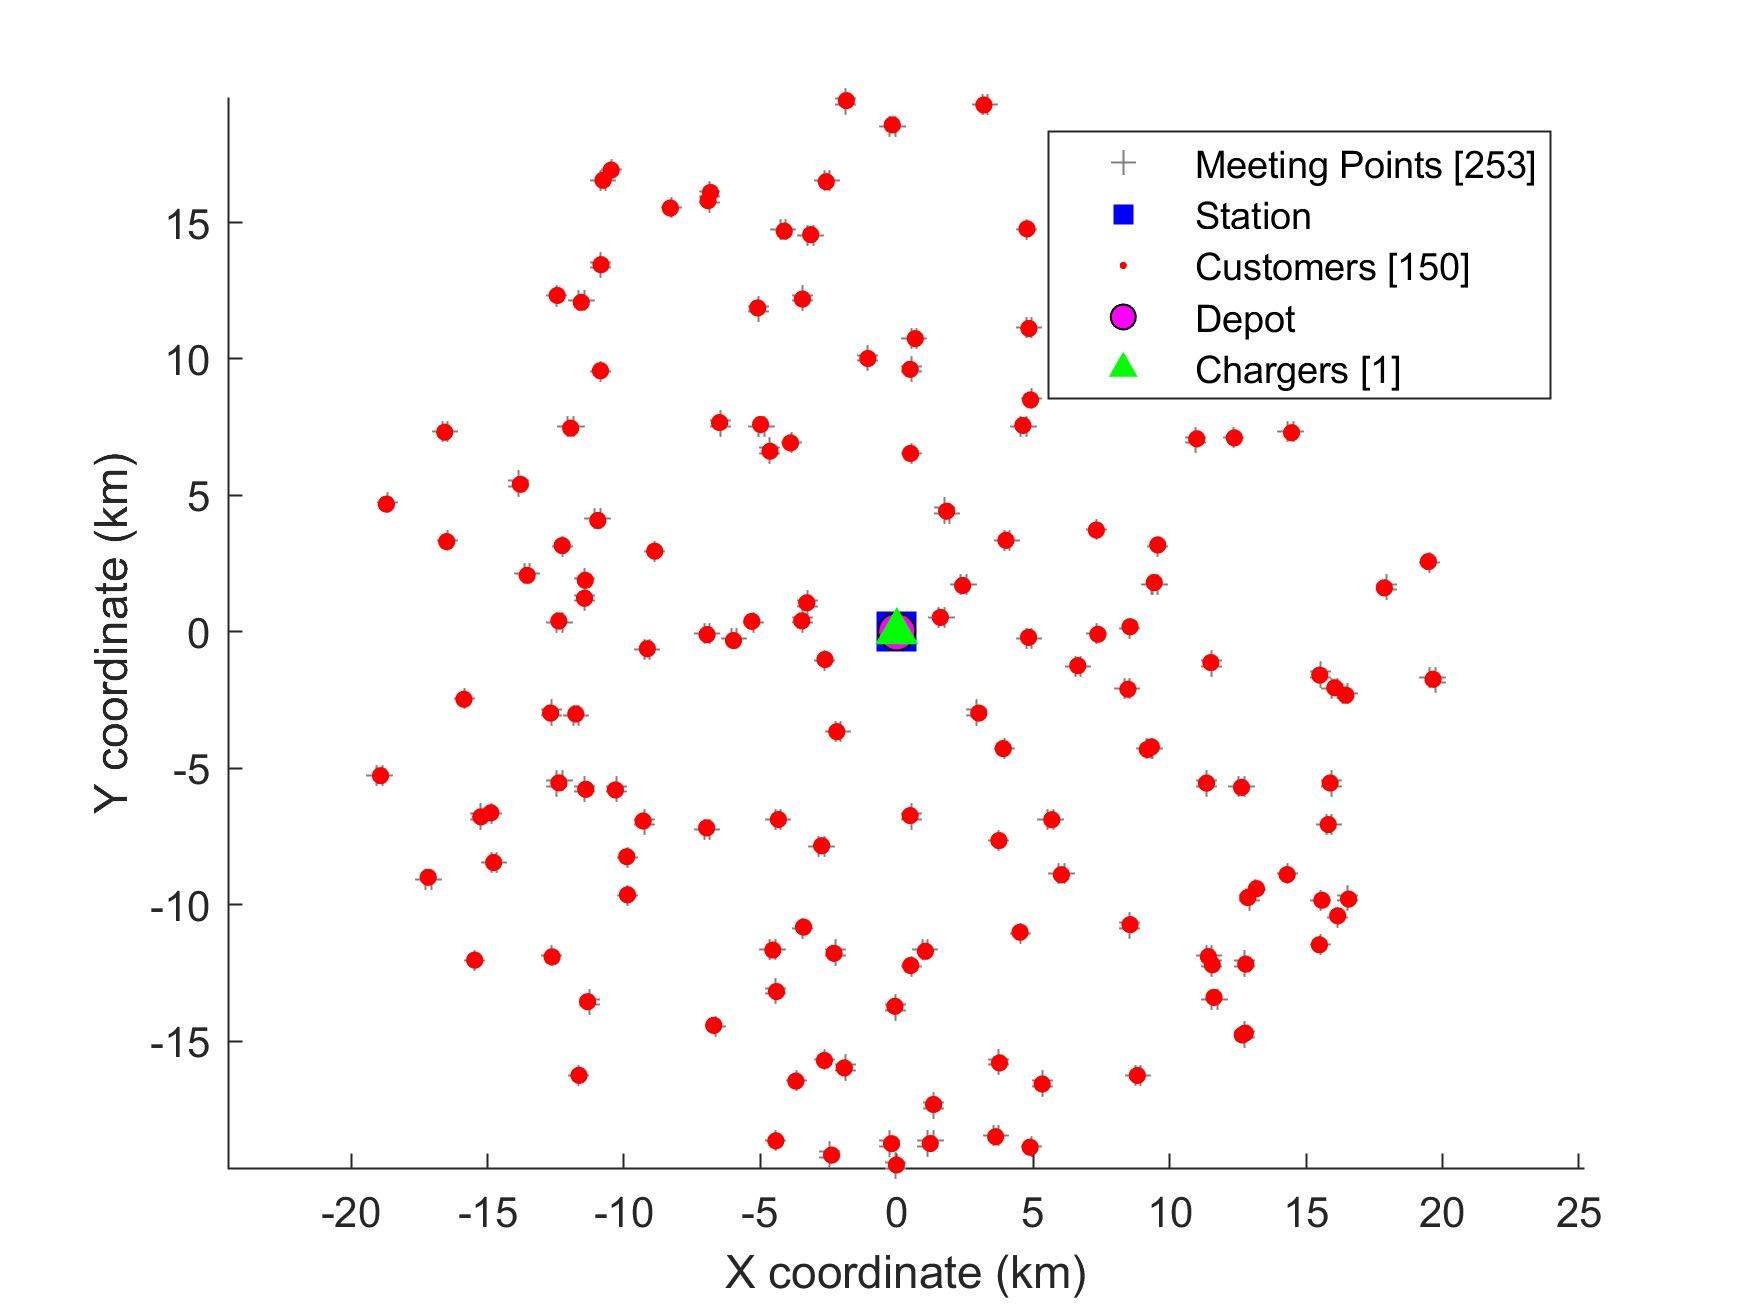 Meeting Points [253]
Station
Customers [150]
Depot
Chargers [1]
15
10
5
0
-5
-10
-15
Y coordinate (km)
-20 -15 -10 -5 0 5 10 15 20 25
X coordinate (km)